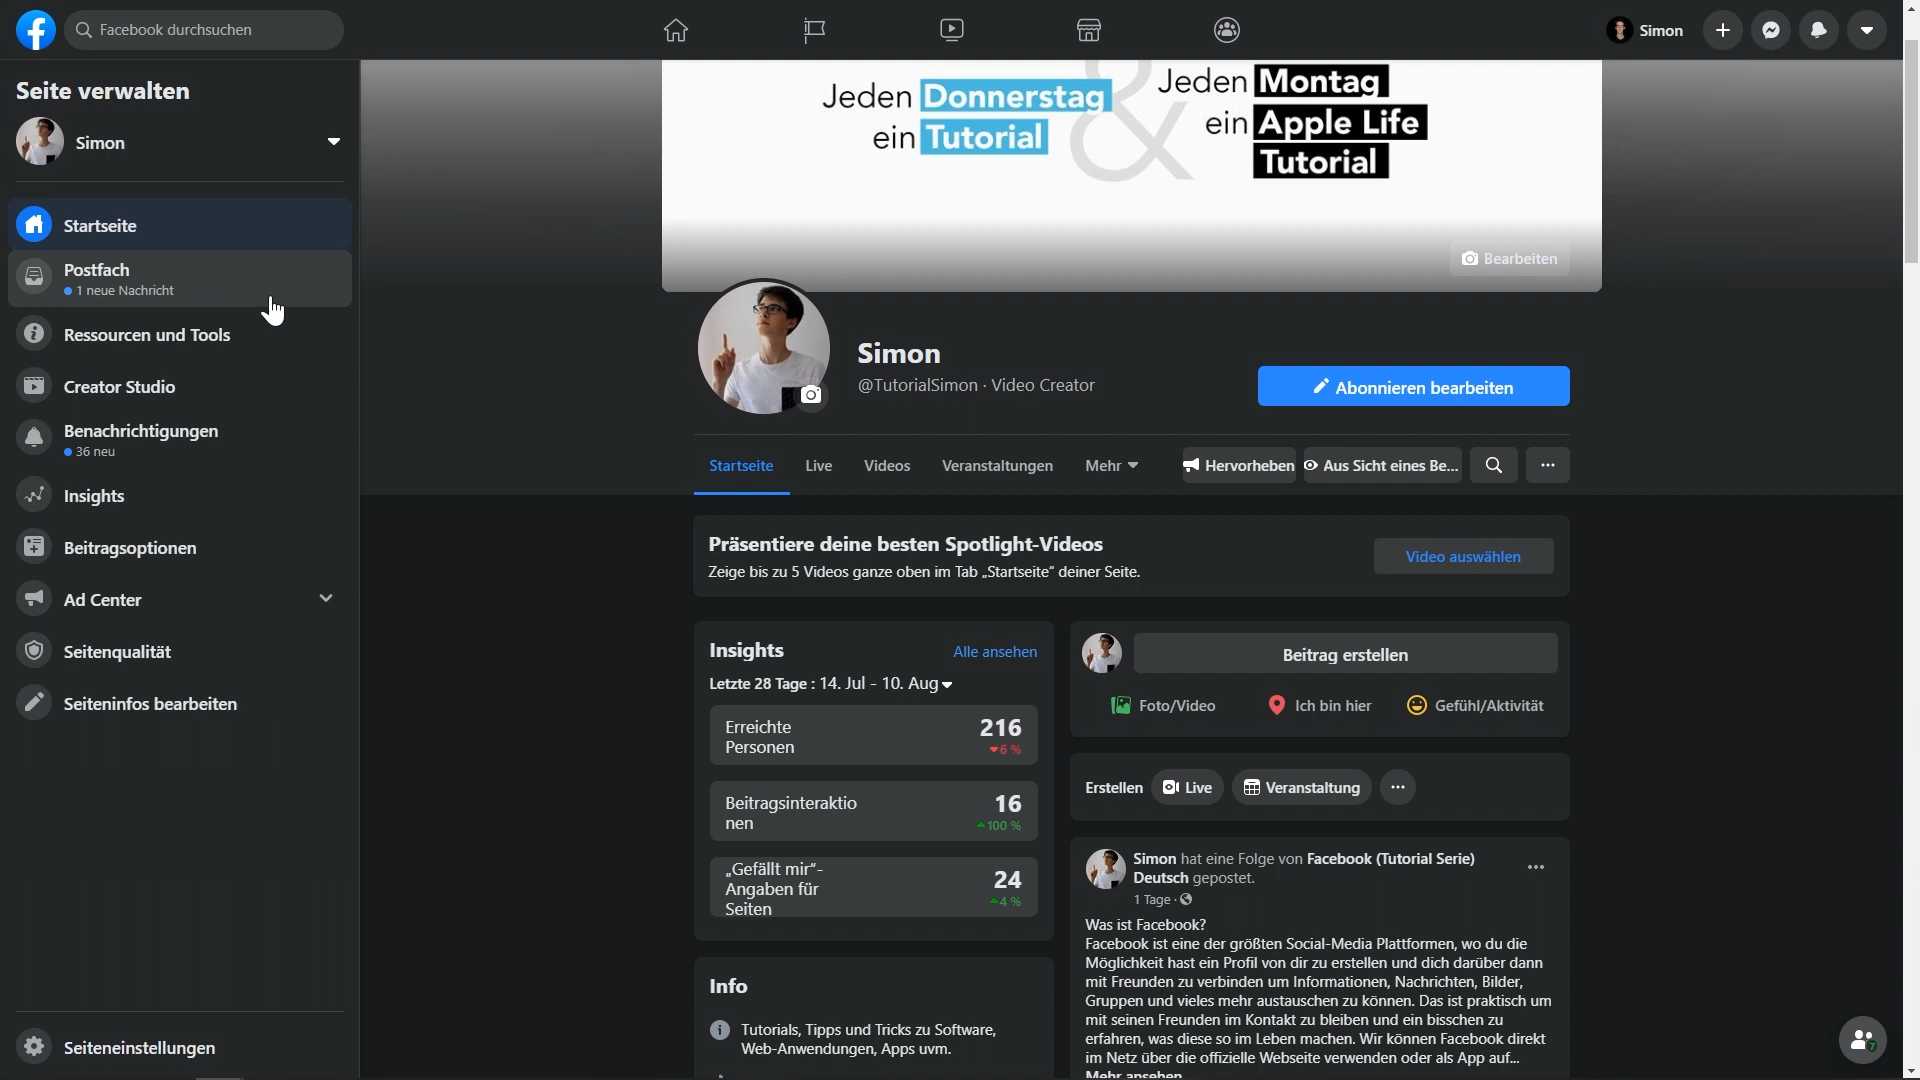 Facebook durchsuchen
Simon
Seite verwalten
Simon
Startseite
Postfach
1 neue Nachricht
Ressourcen und Tools
Creator Studio
Benachrichtigungen
36 neu
Insights
Beitragsoptionen
Ad Center
Seitenqualität
Seiteninfos bearbeiten
Seiteneinstellungen
Jeden Donnerstag
ein Tutorial
&
Jeden Montag
ein Apple Life
Tutorial
Bearbeiten
Simon
@TutorialSimon · Video Creator
Abonnieren bearbeiten
Startseite
Live
Videos
Veranstaltungen
Mehr
Hervorheben
Aus Sicht eines Be...
Präsentiere deine besten Spotlight-Videos
Zeige bis zu 5 Videos ganze oben im Tab „Startseite" deiner Seite.
Video auswählen
Insights
Alle ansehen
Letzte 28 Tage : 14. Jul - 10. Aug
Erreichte
Personen
216
6 %
Beitragsinteraktio
nen
16
100 %
„Gefällt mir"-
Angaben für
Seiten
24
4 %
Info
Tutorials, Tipps und Tricks zu Software,
Web-Anwendungen, Apps uvm.
Beitrag erstellen
Foto/Video
Ich bin hier
Gefühl/Aktivität
Erstellen
Live
Veranstaltung
Simon hat eine Folge von Facebook (Tutorial Serie)
Deutsch gepostet.
1 Tage ·
Was ist Facebook?
Facebook ist eine der größten Social-Media Plattformen, wo du die
Möglichkeit hast ein Profil von dir zu erstellen und dich darüber dann
mit Freunden zu verbinden um Informationen, Nachrichten, Bilder,
Gruppen und vieles mehr austauschen zu können. Das ist praktisch um
mit seinen Freunden im Kontakt zu bleiben und ein bisschen zu
erfahren, was diese so im Leben machen. Wir können Facebook direkt
im Netz über die offizielle Webseite verwenden oder als App auf...
Mehr ansehen
7